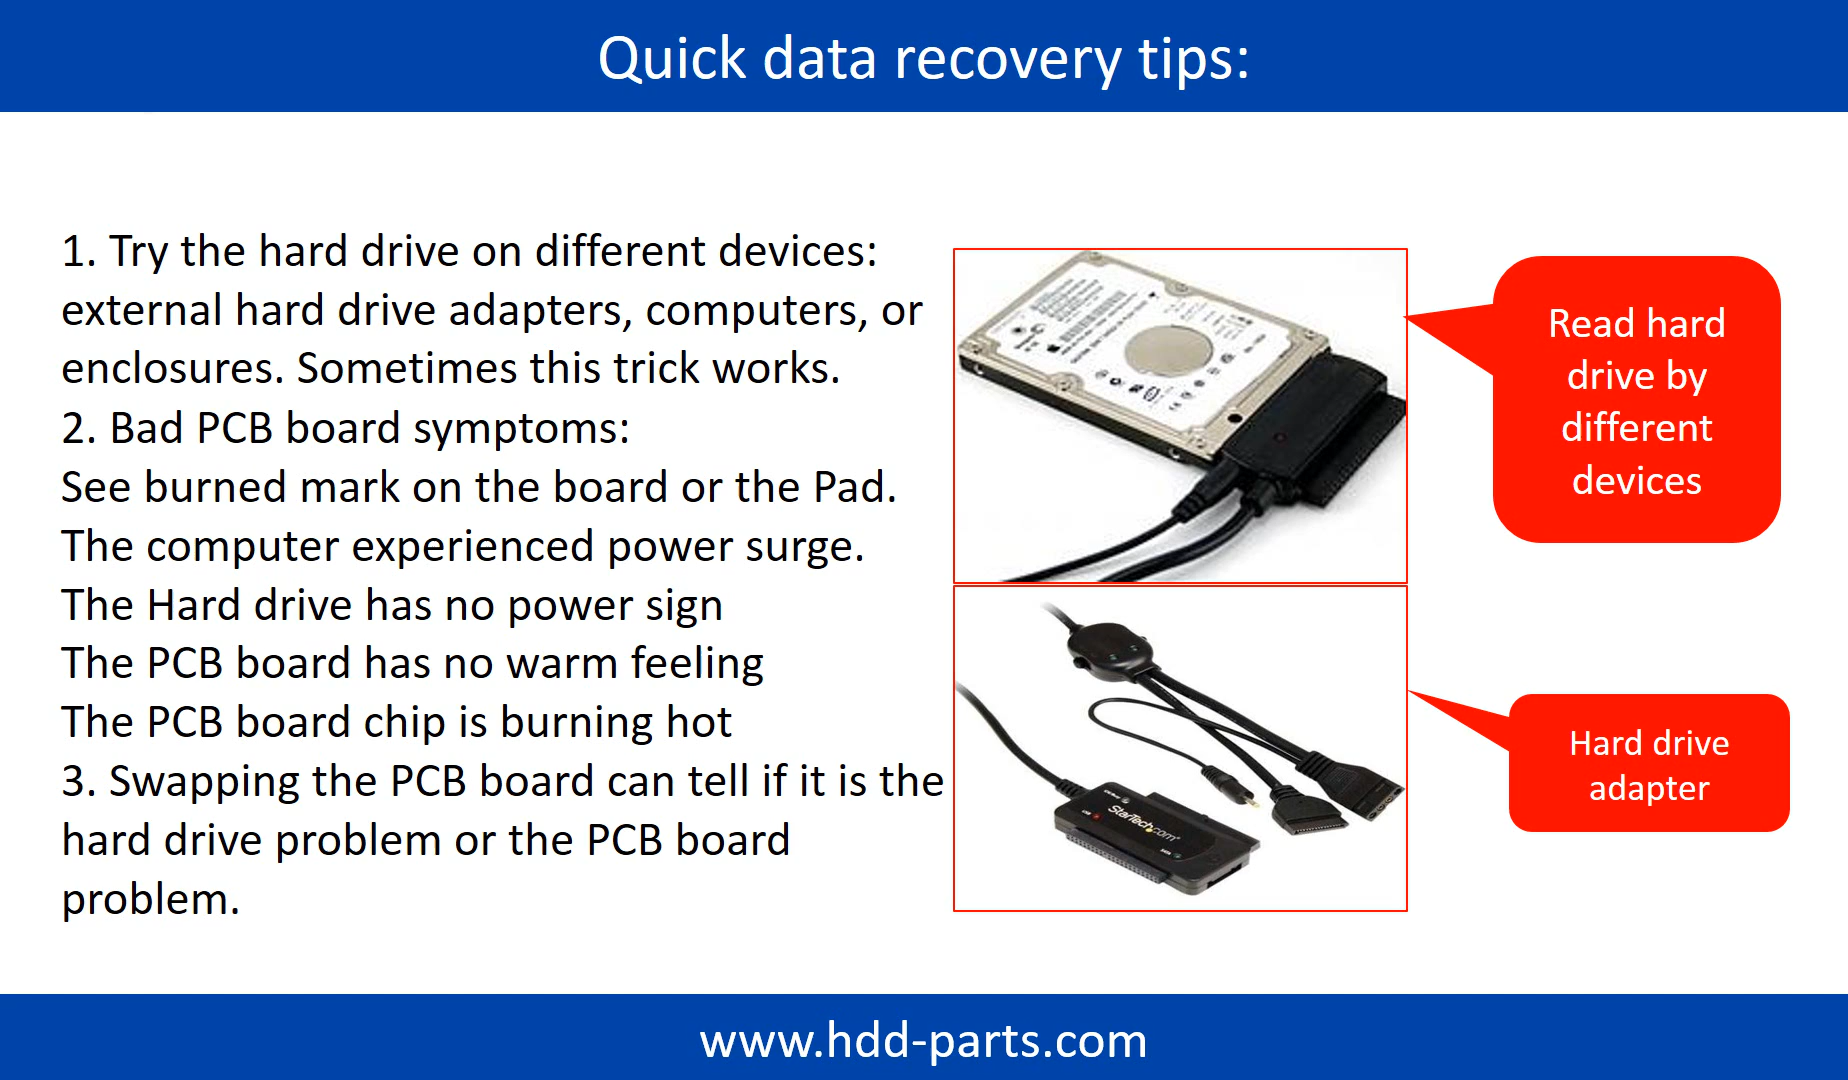 Quick data recovery tips:
1. Try the hard drive on different devices:
external hard drive adapters, computers, or
enclosures. Sometimes this trick works.
2. Bad PCB board symptoms:
See burned mark on the board or the Pad.
The computer experienced power surge.
The Hard drive has no power sign
The PCB board has no warm feeling
The PCB board chip is burning hot
3. Swapping the PCB board can tell if it is the
hard drive problem or the PCB board
problem.
Read hard
drive by
different
devices
StarTech.com
Hard drive
adapter
www.hdd-parts.com